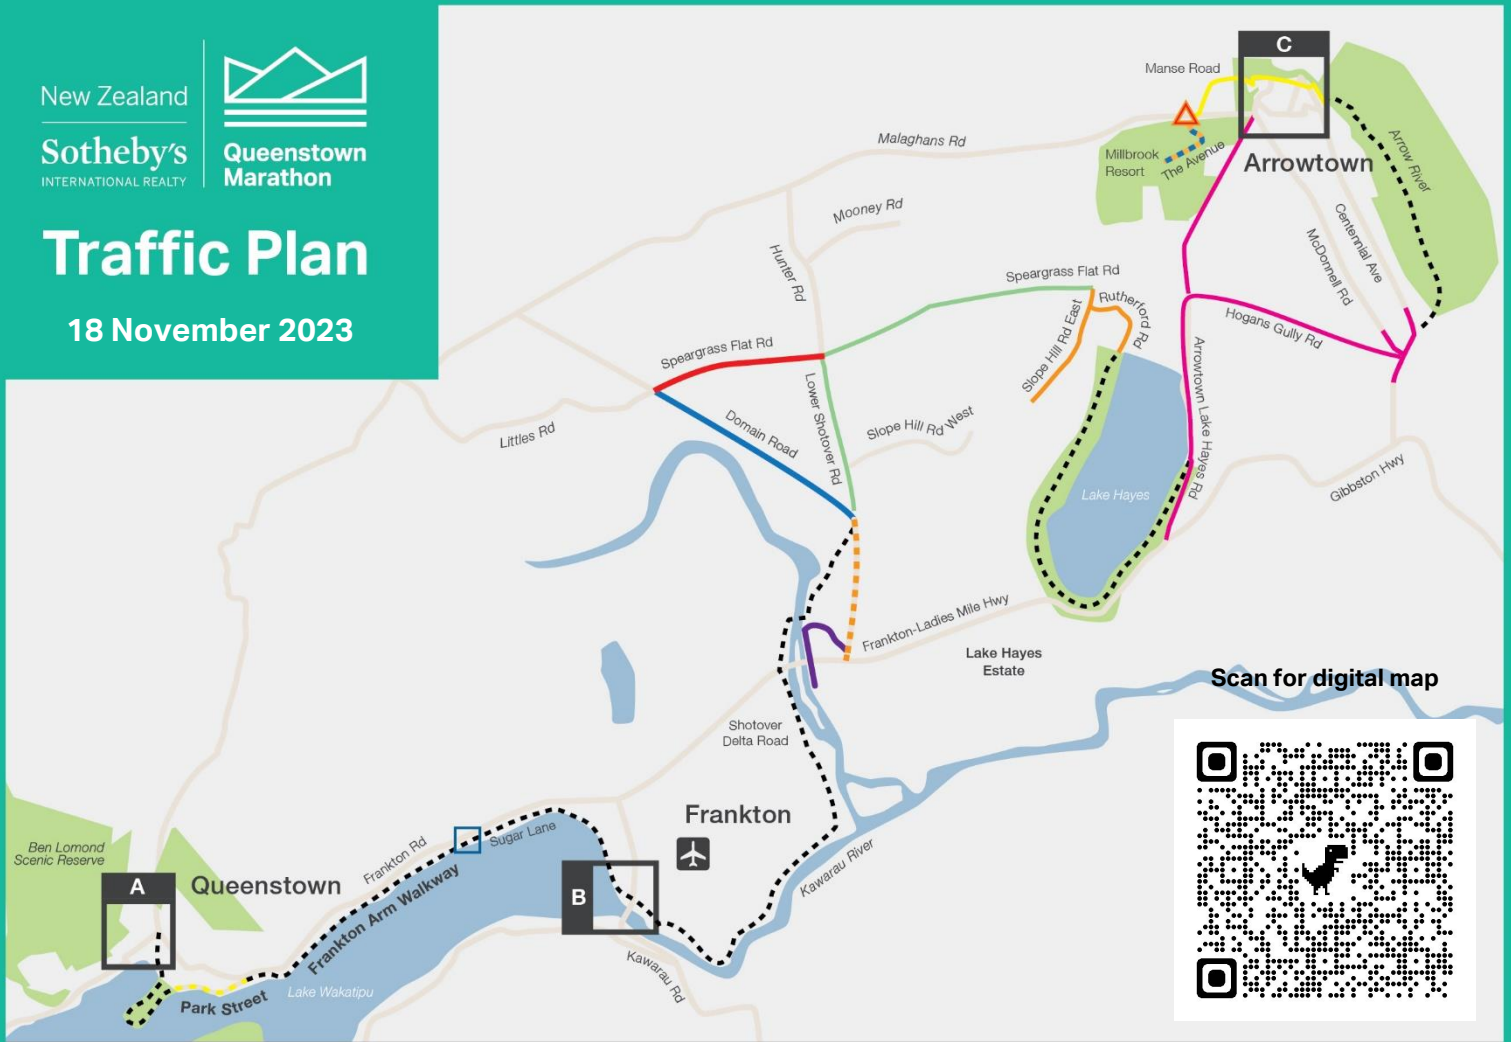 New Zealand
Sotheby's
INTERNATIONAL REALTY
Queenstown
Marathon
Traffic Plan
18 November 2023
C
Manse Road
Malaghans Rd
Millbrook
Resort
The Avenue
Arrowtown
Arrow River
Mooney Rd
Hunter Rd
Centennial Ave
McDonnell Rd
Speargrass Flat Rd
Rutherford Rd
Slope Hill Rd East
Hogans Gully Rd
Speargrass Flat Rd
Arrowtown Lake Hayes Rd
Lower Shotover Rd
Domain Road
Littles Rd
Slope Hill Rd West
Gibbston Hwy
Lake Hayes
Frankton-Ladies Mile Hwy
Lake Hayes
Estate
Scan for digital map
Shotover
Delta Road
Frankton
Sugar Lane
Frankton Rd
Ben Lomond
Scenic Reserve
A
Queenstown
Frankton Arm Walkway
B
Kawarau River
Kawarau Rd
Lake Wakatipu
Park Street